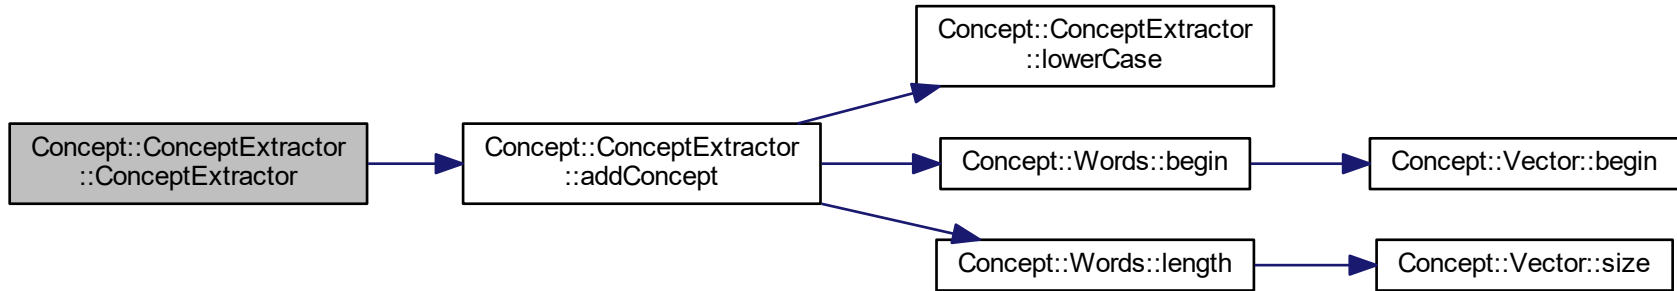 Concept::ConceptExtractor
::ConceptExtractor
Concept::ConceptExtractor
::addConcept
Concept::ConceptExtractor
::lowerCase
Concept::Words::begin
Concept::Vector::begin
Concept::Words::length
Concept::Vector::size